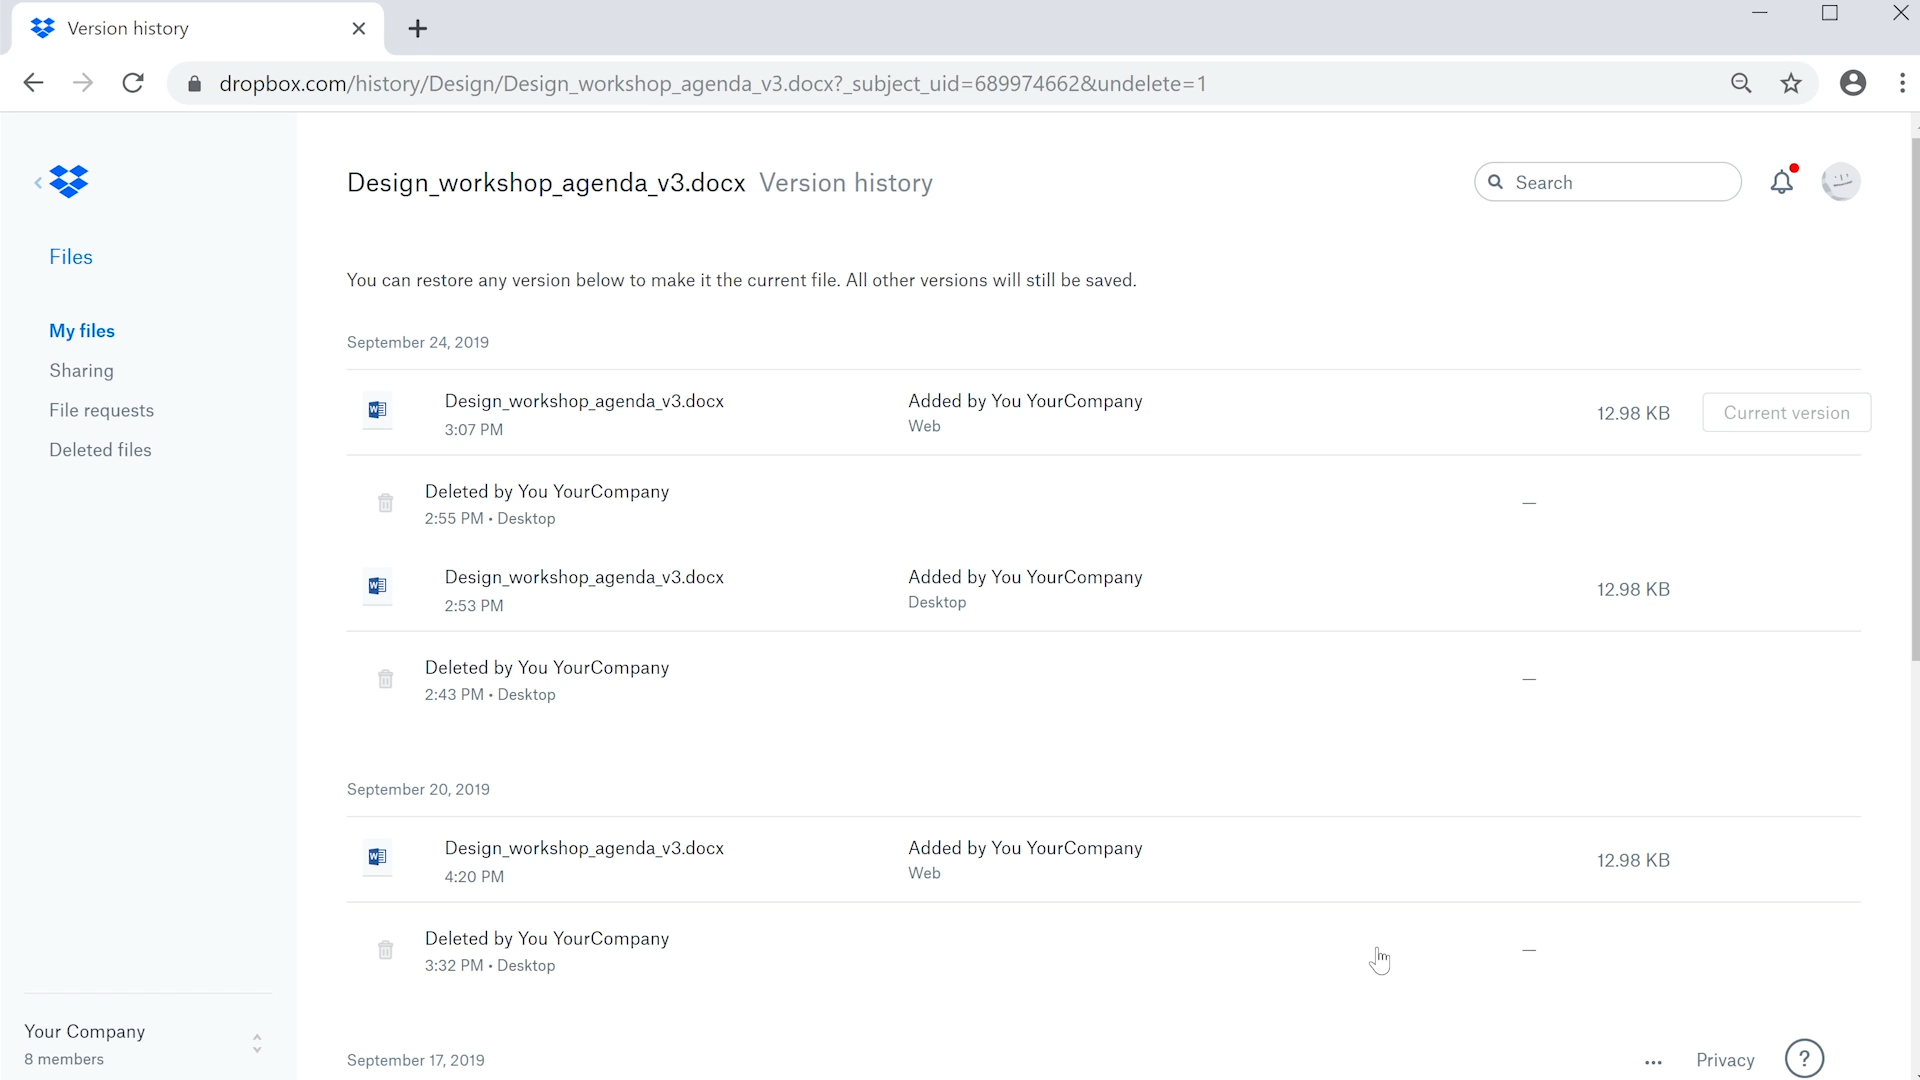 Version history
dropbox.com/history/Design/Design_workshop_agenda_v3.docx?_subject_uid=689974662&undelete=1
Design_workshop_agenda_v3.docx Version history
Search
Files
My files
Sharing
File requests
Deleted files
You can restore any version below to make it the current file. All other versions will still be saved.
September 24, 2019
Design_workshop_agenda_v3.docx
3:07 PM
Added by You YourCompany
Web
12.98 KB
Current version
Deleted by You YourCompany
2:55 PM • Desktop
—
Design_workshop_agenda_v3.docx
2:53 PM
Added by You YourCompany
Desktop
12.98 KB
Deleted by You YourCompany
2:43 PM • Desktop
—
September 20, 2019
Design_workshop_agenda_v3.docx
4:20 PM
Added by You YourCompany
Web
12.98 KB
Deleted by You YourCompany
3:32 PM • Desktop
—
September 17, 2019
Your Company
8 members
... Privacy ?